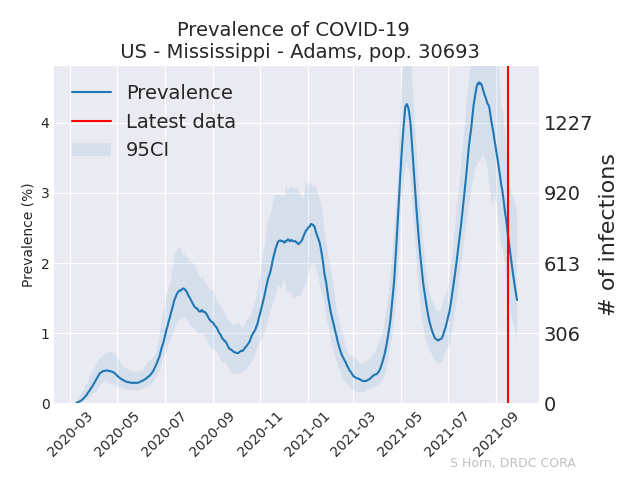 Prevalence of COVID-19
US - Mississippi - Adams, pop. 30693
Prevalence
Latest data
95CI
Prevalence (%)
4
3
2
1
0
1227
920
613
306
0
# of infections
2020-03
2020-05
2020-07
2020-09
2020-11
2021-01
2021-03
2021-05
2021-07
2021-09
S Horn, DRDC CORA